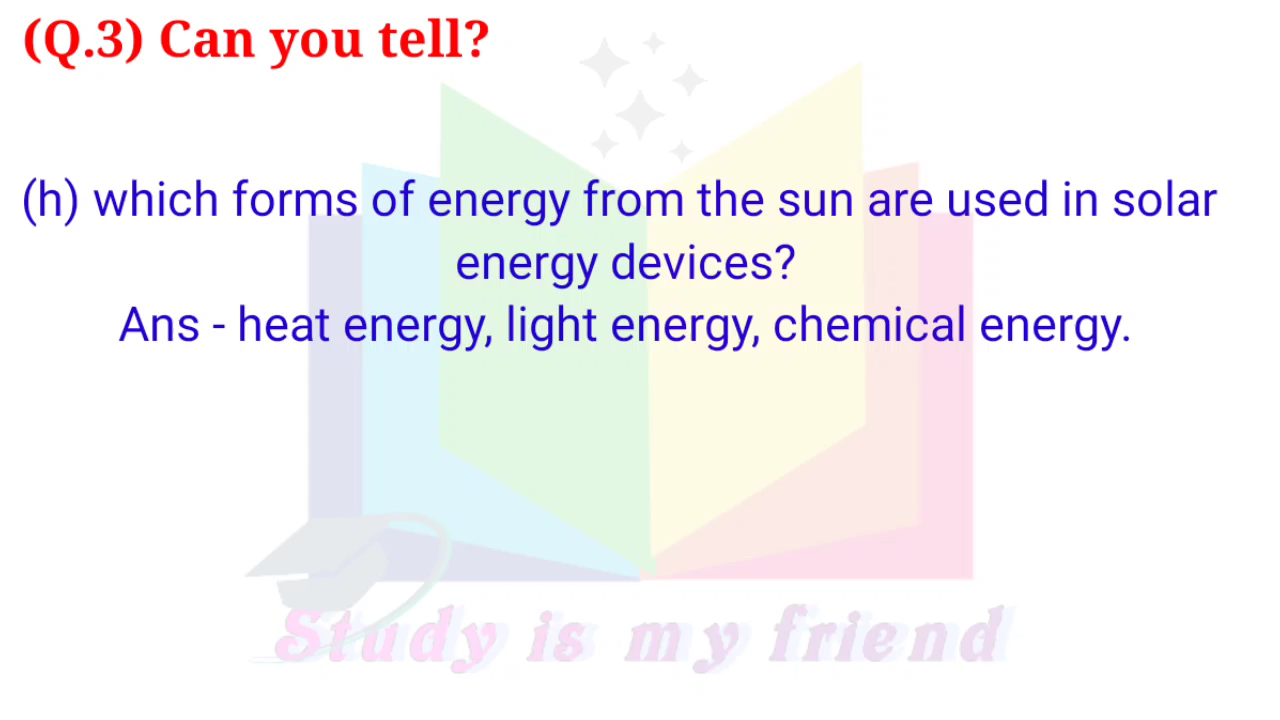 (Q.3) Can you tell?
(h) which forms of energy from the sun are used in solar
energy devices?
Ans - heat energy, light energy, chemical energy.
Study is my friend